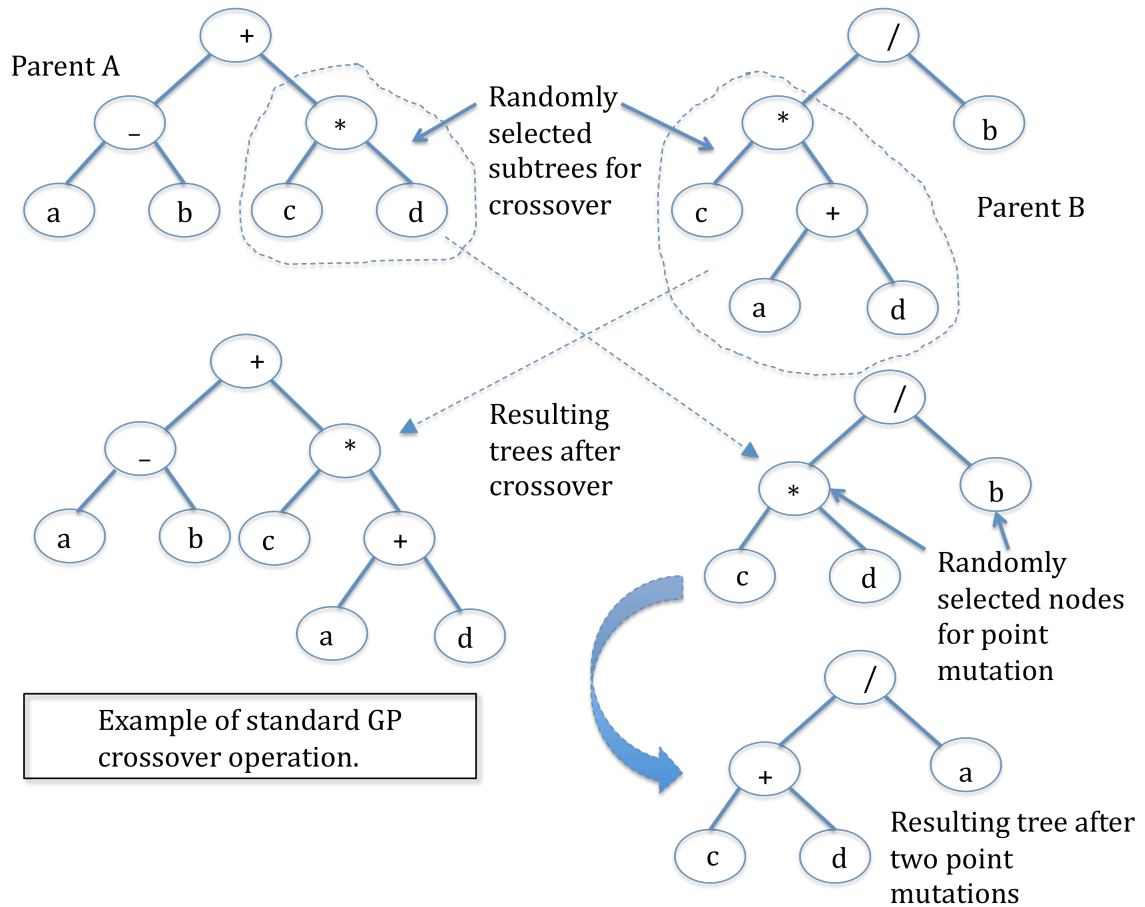 +
/
Parent A
Randomly
selected
subtrees for
crossover
–
*
*
b
a
b
c
d
c
+
Parent B
a
d
+
Resulting
trees after
crossover
/
–
*
*
b
a
b
c
+
c
d
Randomly
selected nodes
for point
mutation
a
d
/
Example of standard GP
crossover operation.
+
a
Resulting tree after
two point
mutations
c
d